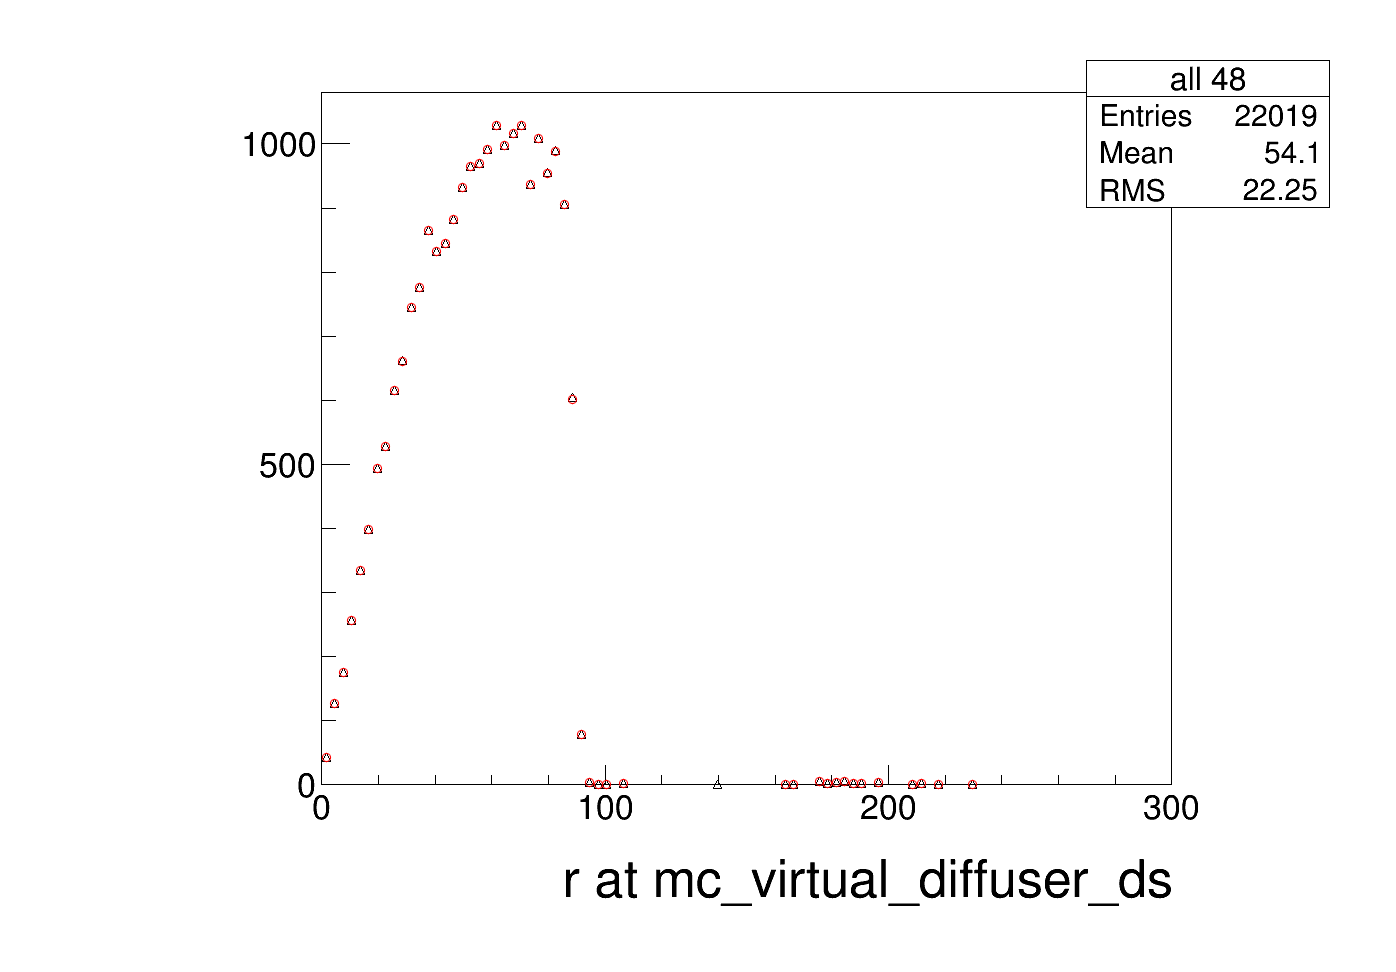 all 48
Entries 22019
Mean 54.1
RMS 22.25
1000
500
0
0 100 200 300
r at mc_virtual_diffuser_ds